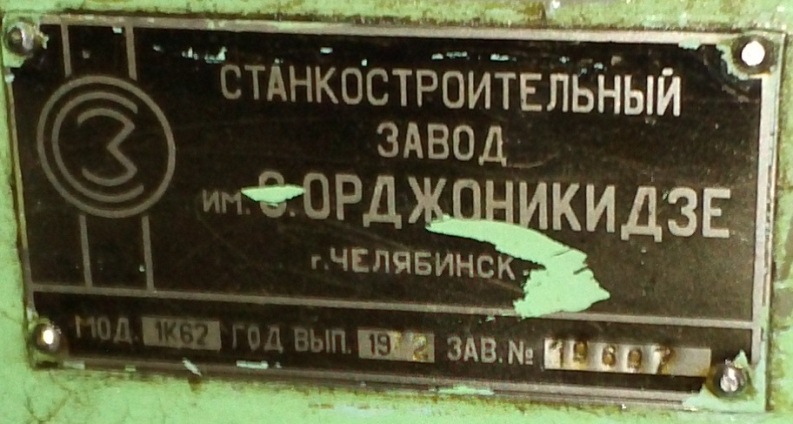 СТАНКОСТРОИТЕЛЬНЫЙ
ЗАВОД
ИМ. С. ОРДЖОНИКИДЗЕ
г. ЧЕЛЯБИНСК
МОД. 1К62 ГОД ВЫП. ЗАВ. №